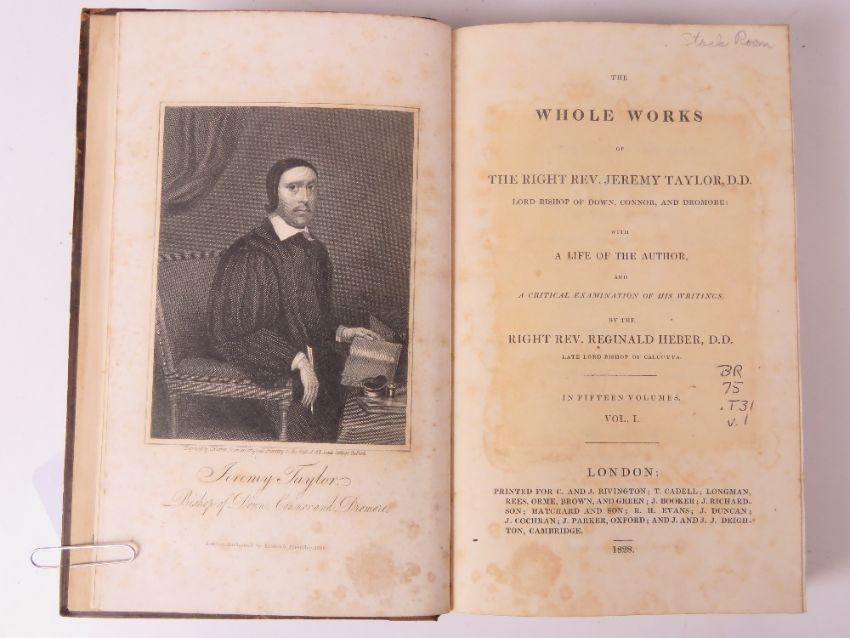 Jeremy Taylor
Bishop of Down, Connor and Dromore.
Stack Room
THE
WHOLE WORKS
OF
THE RIGHT REV. JEREMY TAYLOR, D.D.
LORD BISHOP OF DOWN, CONNOR, AND DROMORE:
WITH
A LIFE OF THE AUTHOR,
AND
A CRITICAL EXAMINATION OF HIS WRITINGS,
BY THE
RIGHT REV. REGINALD HEBER, D.D.
LATE LORD BISHOP OF CALCUTTA.
BR
75
.T31
v.1
IN FIFTEEN VOLUMES.
VOL. I.
LONDON:
PRINTED FOR C. AND J. RIVINGTON; T. CADELL; LONGMAN,
REES, ORME, BROWN, AND GREEN; J. BOOKER; J. RICHARD-
SON; HATCHARD AND SON; R. H. EVANS; J. DUNCAN;
J. COCHRAN; J. PARKER, OXFORD; AND J. AND J. J. DEIGH-
TON, CAMBRIDGE.
1828.